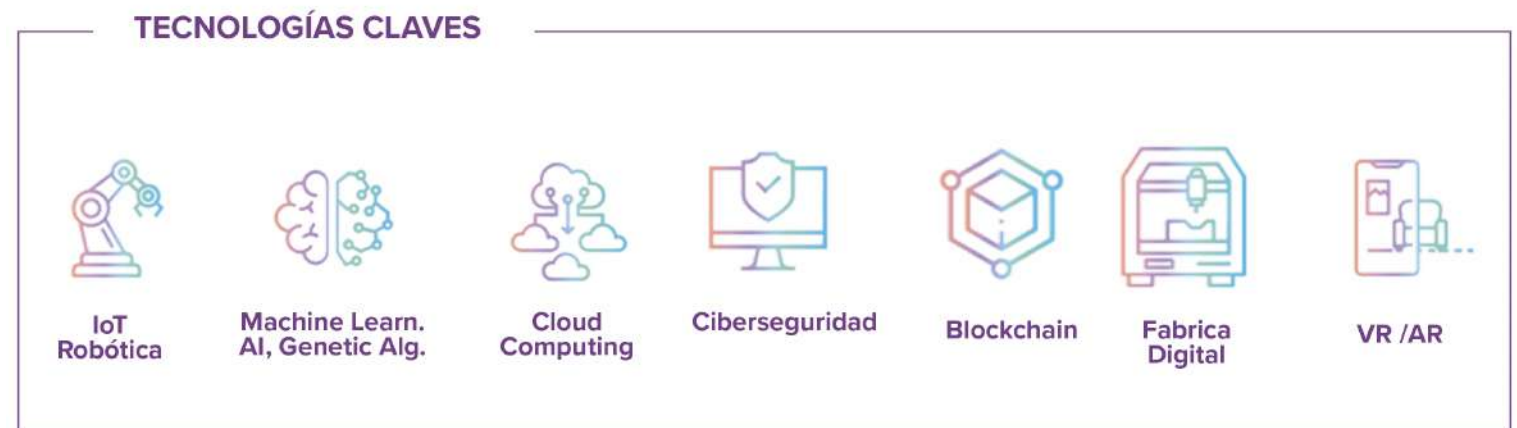 TECNOLOGÍAS CLAVES
IoT
Robótica
Machine Learn.
AI, Genetic Alg.
Cloud
Computing
Ciberseguridad
Blockchain
Fabrica
Digital
VR /AR